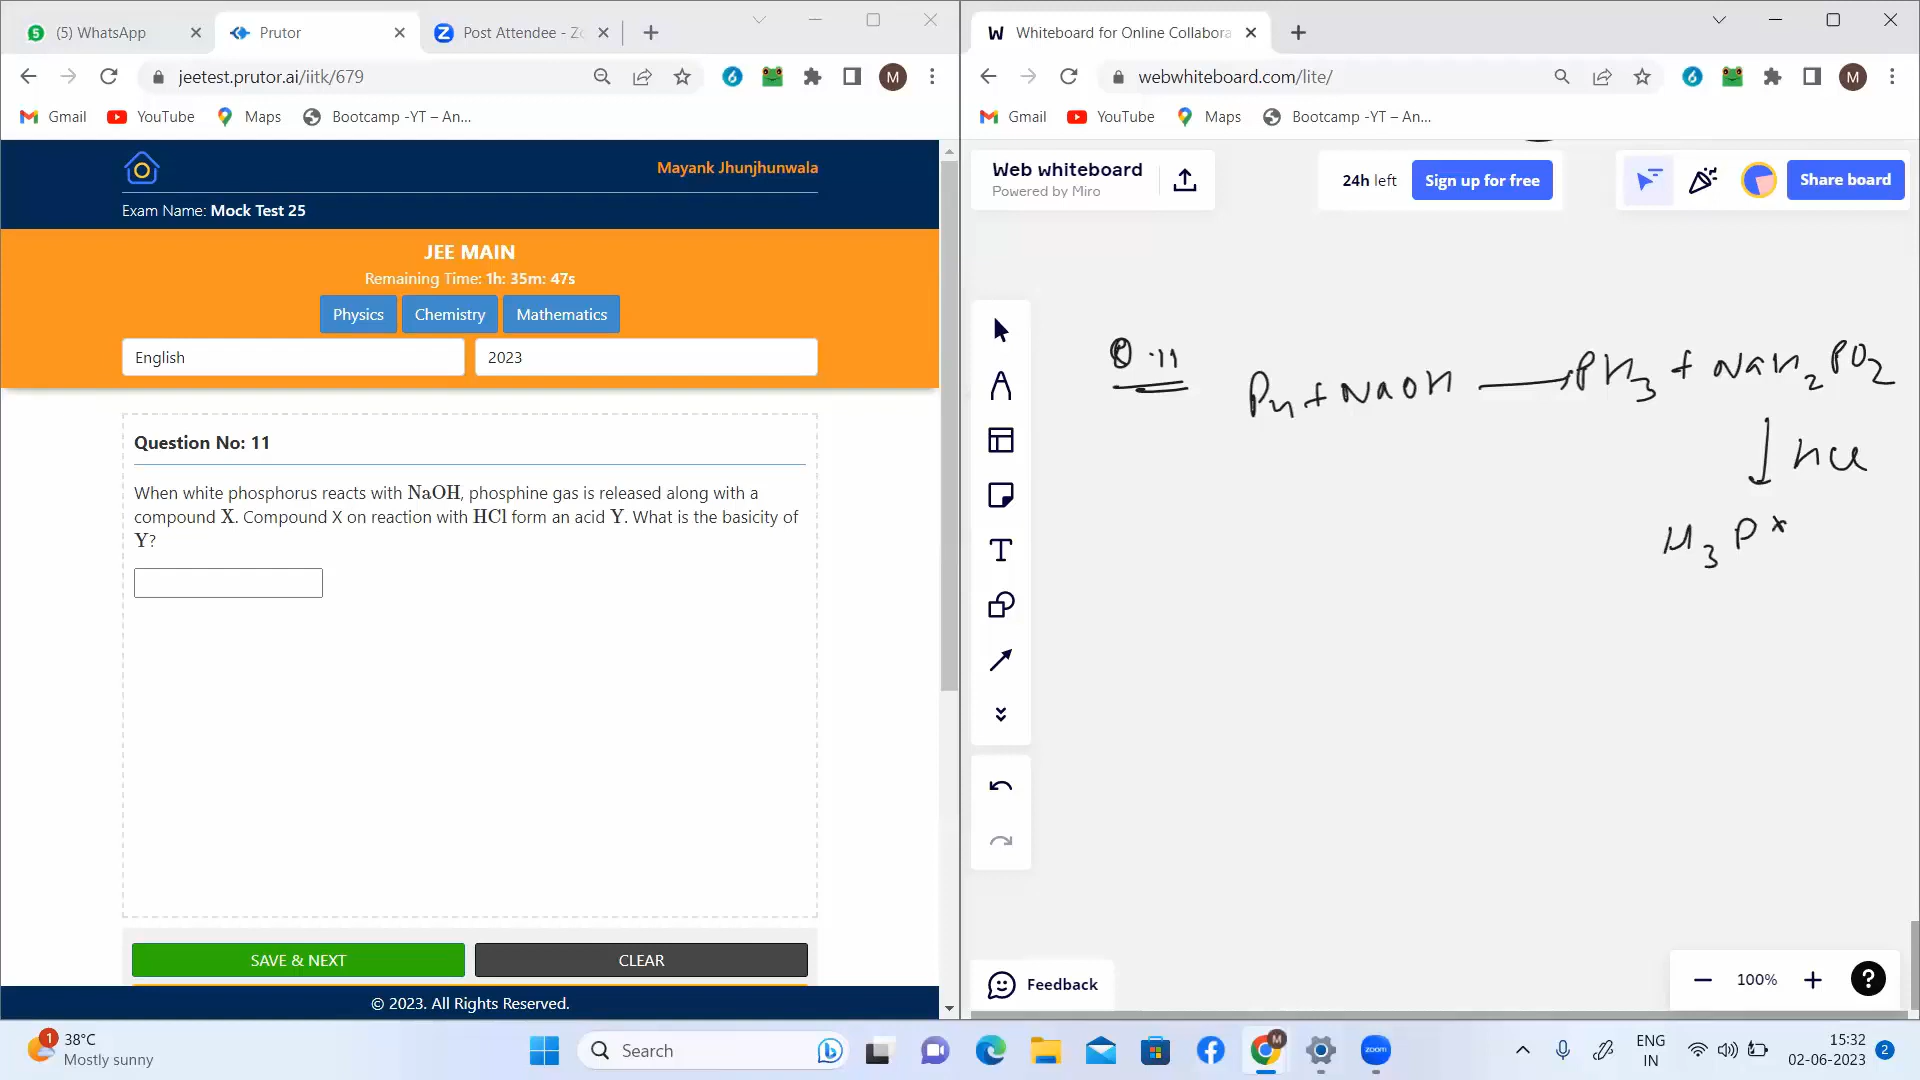 (5) WhatsApp
Prutor
Post Attendee - Zo
jeetest.prutor.ai/iitk/679
M
Gmail
YouTube
Maps
Bootcamp -YT – An...
Mayank Jhunjhunwala
Exam Name: Mock Test 25
JEE MAIN
Remaining Time: 1h: 35m: 47s
Physics
Chemistry
Mathematics
English
2023
Question No: 11
When white phosphorus reacts with NaOH, phosphine gas is released along with a
compound X. Compound X on reaction with HCl form an acid Y. What is the basicity of
Y?
SAVE & NEXT
CLEAR
© 2023. All Rights Reserved.
Whiteboard for Online Collabora
webwhiteboard.com/lite/
M
Gmail
YouTube
Maps
Bootcamp -YT – An...
Web whiteboard
Powered by Miro
24h left
Sign up for free
Share board
Q.11
P4 + NaOH → PH3 + NaH2PO2
↓ HCl
H3P
Feedback
100%
38°C
Mostly sunny
Search
zoom
ENG
IN
15:32
02-06-2023
2